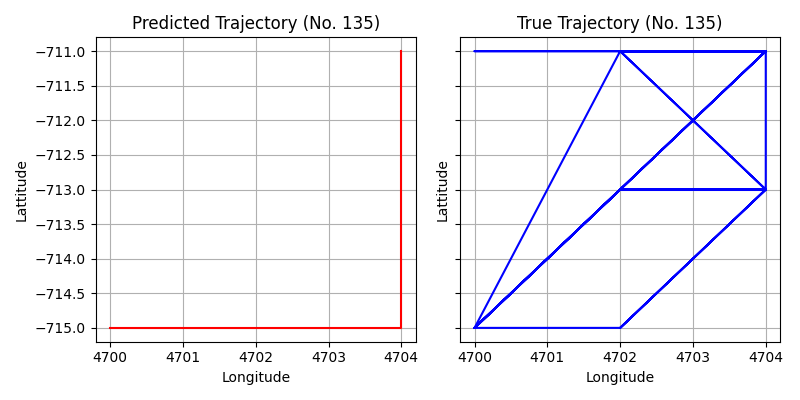 Predicted Trajectory (No. 135)
True Trajectory (No. 135)
−711.0
−711.5
−712.0
−712.5
−713.0
−713.5
−714.0
−714.5
−715.0
Lattitude
Lattitude
4700 4701 4702 4703 4704
4700 4701 4702 4703 4704
Longitude
Longitude